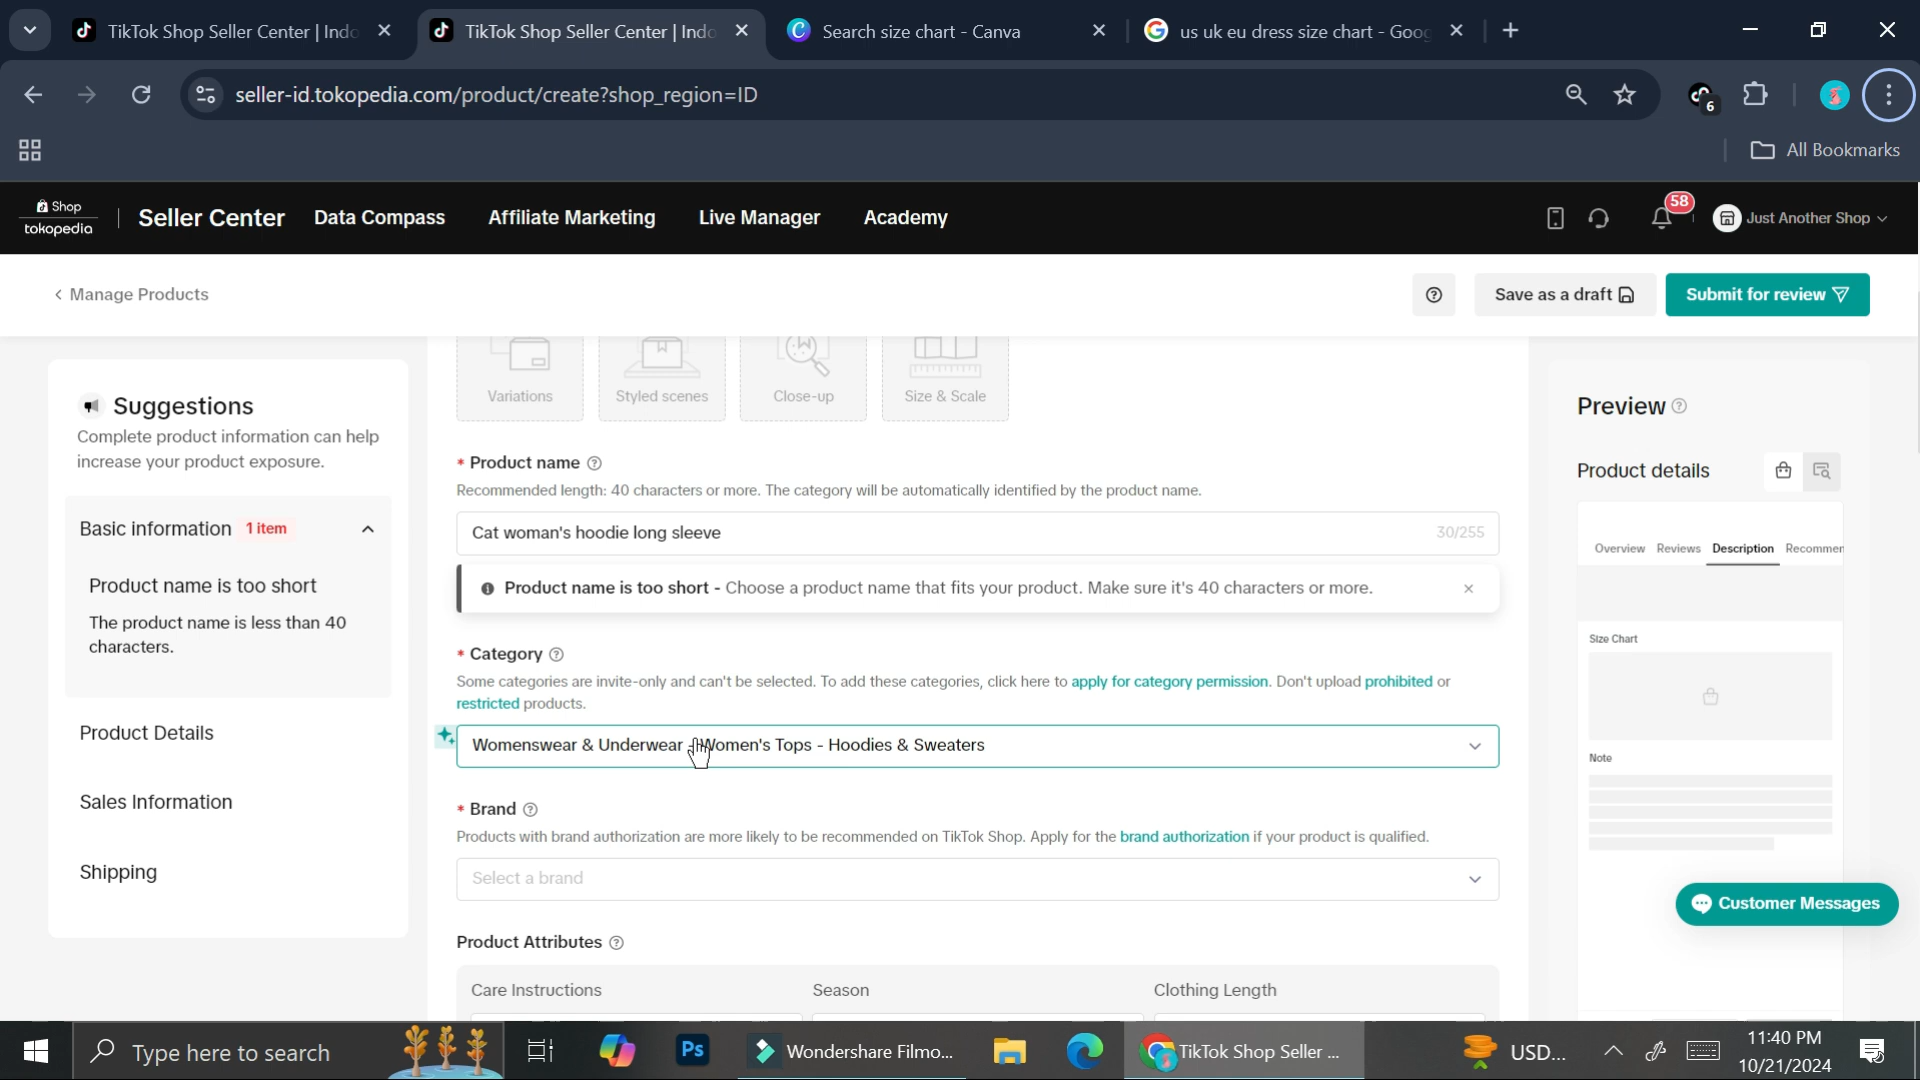 TikTok Shop Seller Center | Indo
TikTok Shop Seller Center | Indo
Search size chart - Canva
us uk eu dress size chart - Goog
seller-id.tokopedia.com/product/create?shop_region=ID
6
All Bookmarks
Shop
tokopedia
Seller Center
Data Compass
Affiliate Marketing
Live Manager
Academy
58
Just Another Shop
Manage Products
Save as a draft
Submit for review
Suggestions
Complete product information can help
increase your product exposure.
Basic information 1 item
Product name is too short
The product name is less than 40
characters.
Product Details
Sales Information
Shipping
Variations
Styled scenes
Close-up
Size & Scale
* Product name
Recommended length: 40 characters or more. The category will be automatically identified by the product name.
Cat woman's hoodie long sleeve
30/255
Product name is too short - Choose a product name that fits your product. Make sure it's 40 characters or more.
* Category
Some categories are invite-only and can't be selected. To add these categories, click here to apply for category permission. Don't upload prohibited or
restricted products.
Womenswear & Underwear - Women's Tops - Hoodies & Sweaters
* Brand
Products with brand authorization are more likely to be recommended on TikTok Shop. Apply for the brand authorization if your product is qualified.
Select a brand
Product Attributes
Care Instructions
Season
Clothing Length
Preview
Product details
Overview Reviews Description Recommen
Size Chart
Note
Customer Messages
Type here to search
Ps
Wondershare Filmo...
TikTok Shop Seller ...
USD...
11:40 PM
10/21/2024